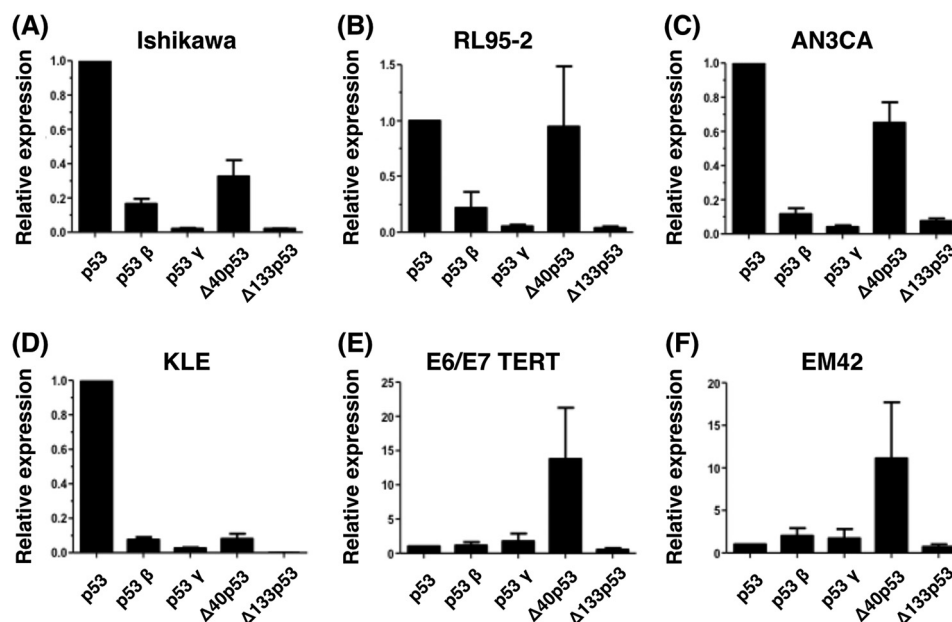 (A)
Ishikawa
Relative expression
1.0
0.8
0.6
0.4
0.2
0.0
p53
p53 β
p53 γ
Δ40p53
Δ133p53
(B)
RL95-2
Relative expression
1.5
1.0
0.5
0.0
p53
p53 β
p53 γ
Δ40p53
Δ133p53
(C)
AN3CA
Relative expression
1.0
0.8
0.6
0.4
0.2
0.0
p53
p53 β
p53 γ
Δ40p53
Δ133p53
(D)
KLE
Relative expression
1.0
0.8
0.6
0.4
0.2
0.0
p53
p53 β
p53 γ
Δ40p53
Δ133p53
(E)
E6/E7 TERT
Relative expression
25
20
15
10
5
0
p53
p53 β
p53 γ
Δ40p53
Δ133p53
(F)
EM42
Relative expression
20
15
10
5
0
p53
p53 β
p53 γ
Δ40p53
Δ133p53